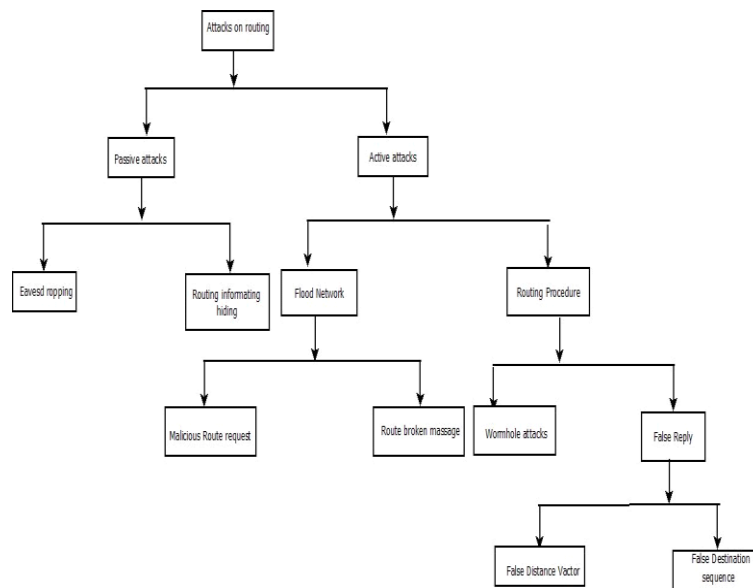 Attacks on routing
Passive attacks
Active attacks
Eavesd ropping
Routing informating
hiding
Flood Network
Routing Procedure
Malicious Route request
Route broken massage
Wormhole attacks
False Reply
False Distance Vactor
False Destination
sequence